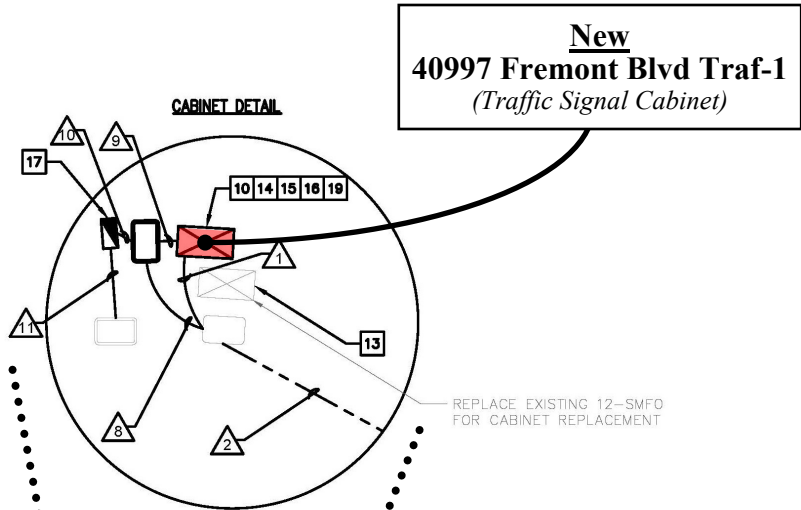 New
40997 Fremont Blvd Traf-1
(Traffic Signal Cabinet)
CABINET DETAIL
10
9
17
10 14 15 16 19
1
11
13
8
2
REPLACE EXISTING 12-SMFO
FOR CABINET REPLACEMENT